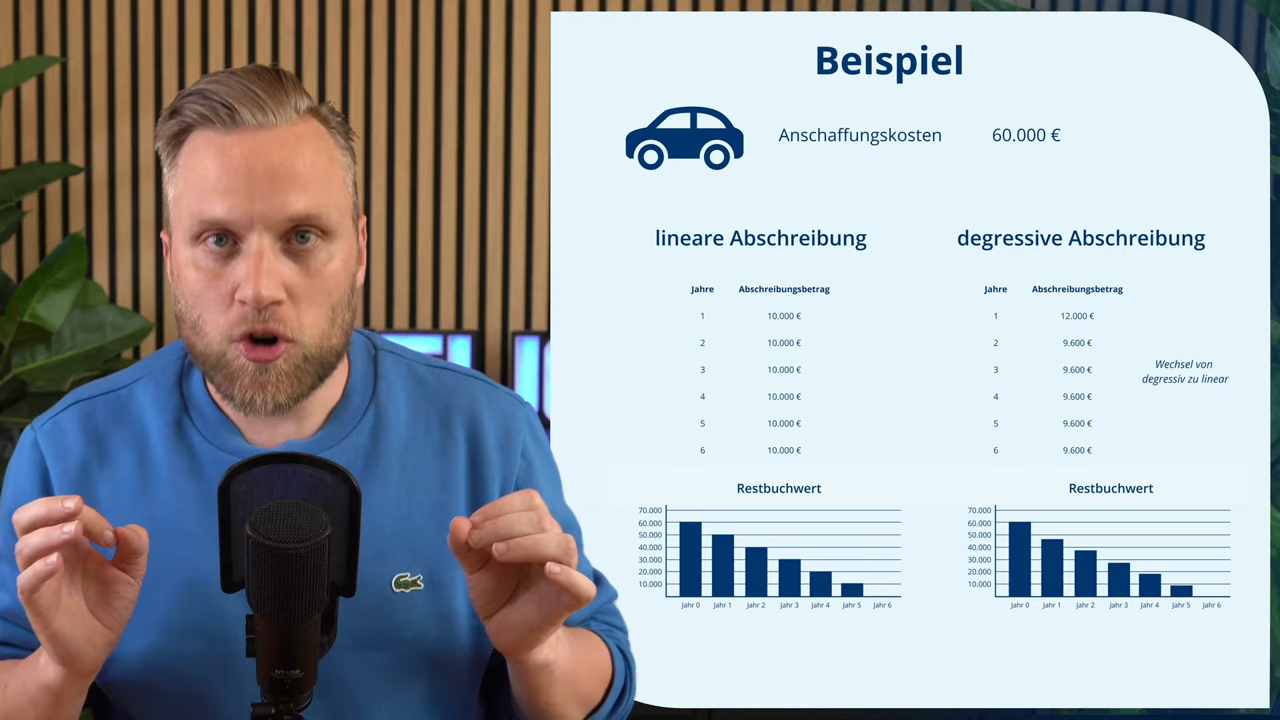 Beispiel
Anschaffungskosten 60.000 €
lineare Abschreibung
Jahre Abschreibungsbetrag
1 10.000 €
2 10.000 €
3 10.000 €
4 10.000 €
5 10.000 €
6 10.000 €
Restbuchwert
70.000
60.000
50.000
40.000
30.000
20.000
10.000
Jahr 0 Jahr 1 Jahr 2 Jahr 3 Jahr 4 Jahr 5 Jahr 6
degressive Abschreibung
Jahre Abschreibungsbetrag
1 12.000 €
2 9.600 €
3 9.600 €
4 9.600 €
5 9.600 €
6 9.600 €
Wechsel von
degressiv zu linear
Restbuchwert
70.000
60.000
50.000
40.000
30.000
20.000
10.000
Jahr 0 Jahr 1 Jahr 2 Jahr 3 Jahr 4 Jahr 5 Jahr 6